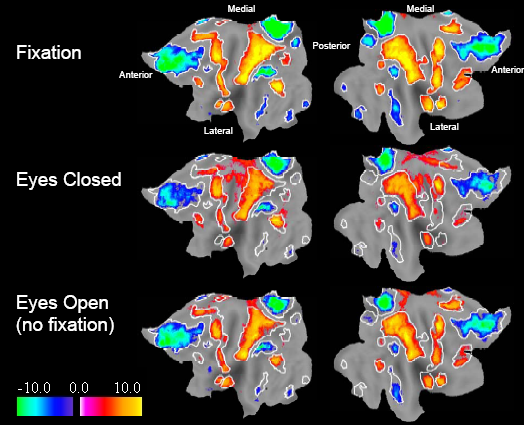 Medial
Medial
Fixation
Posterior
Anterior
Anterior
Lateral
Lateral
Eyes Closed
Eyes Open
(no fixation)
-10.0 0.0 10.0